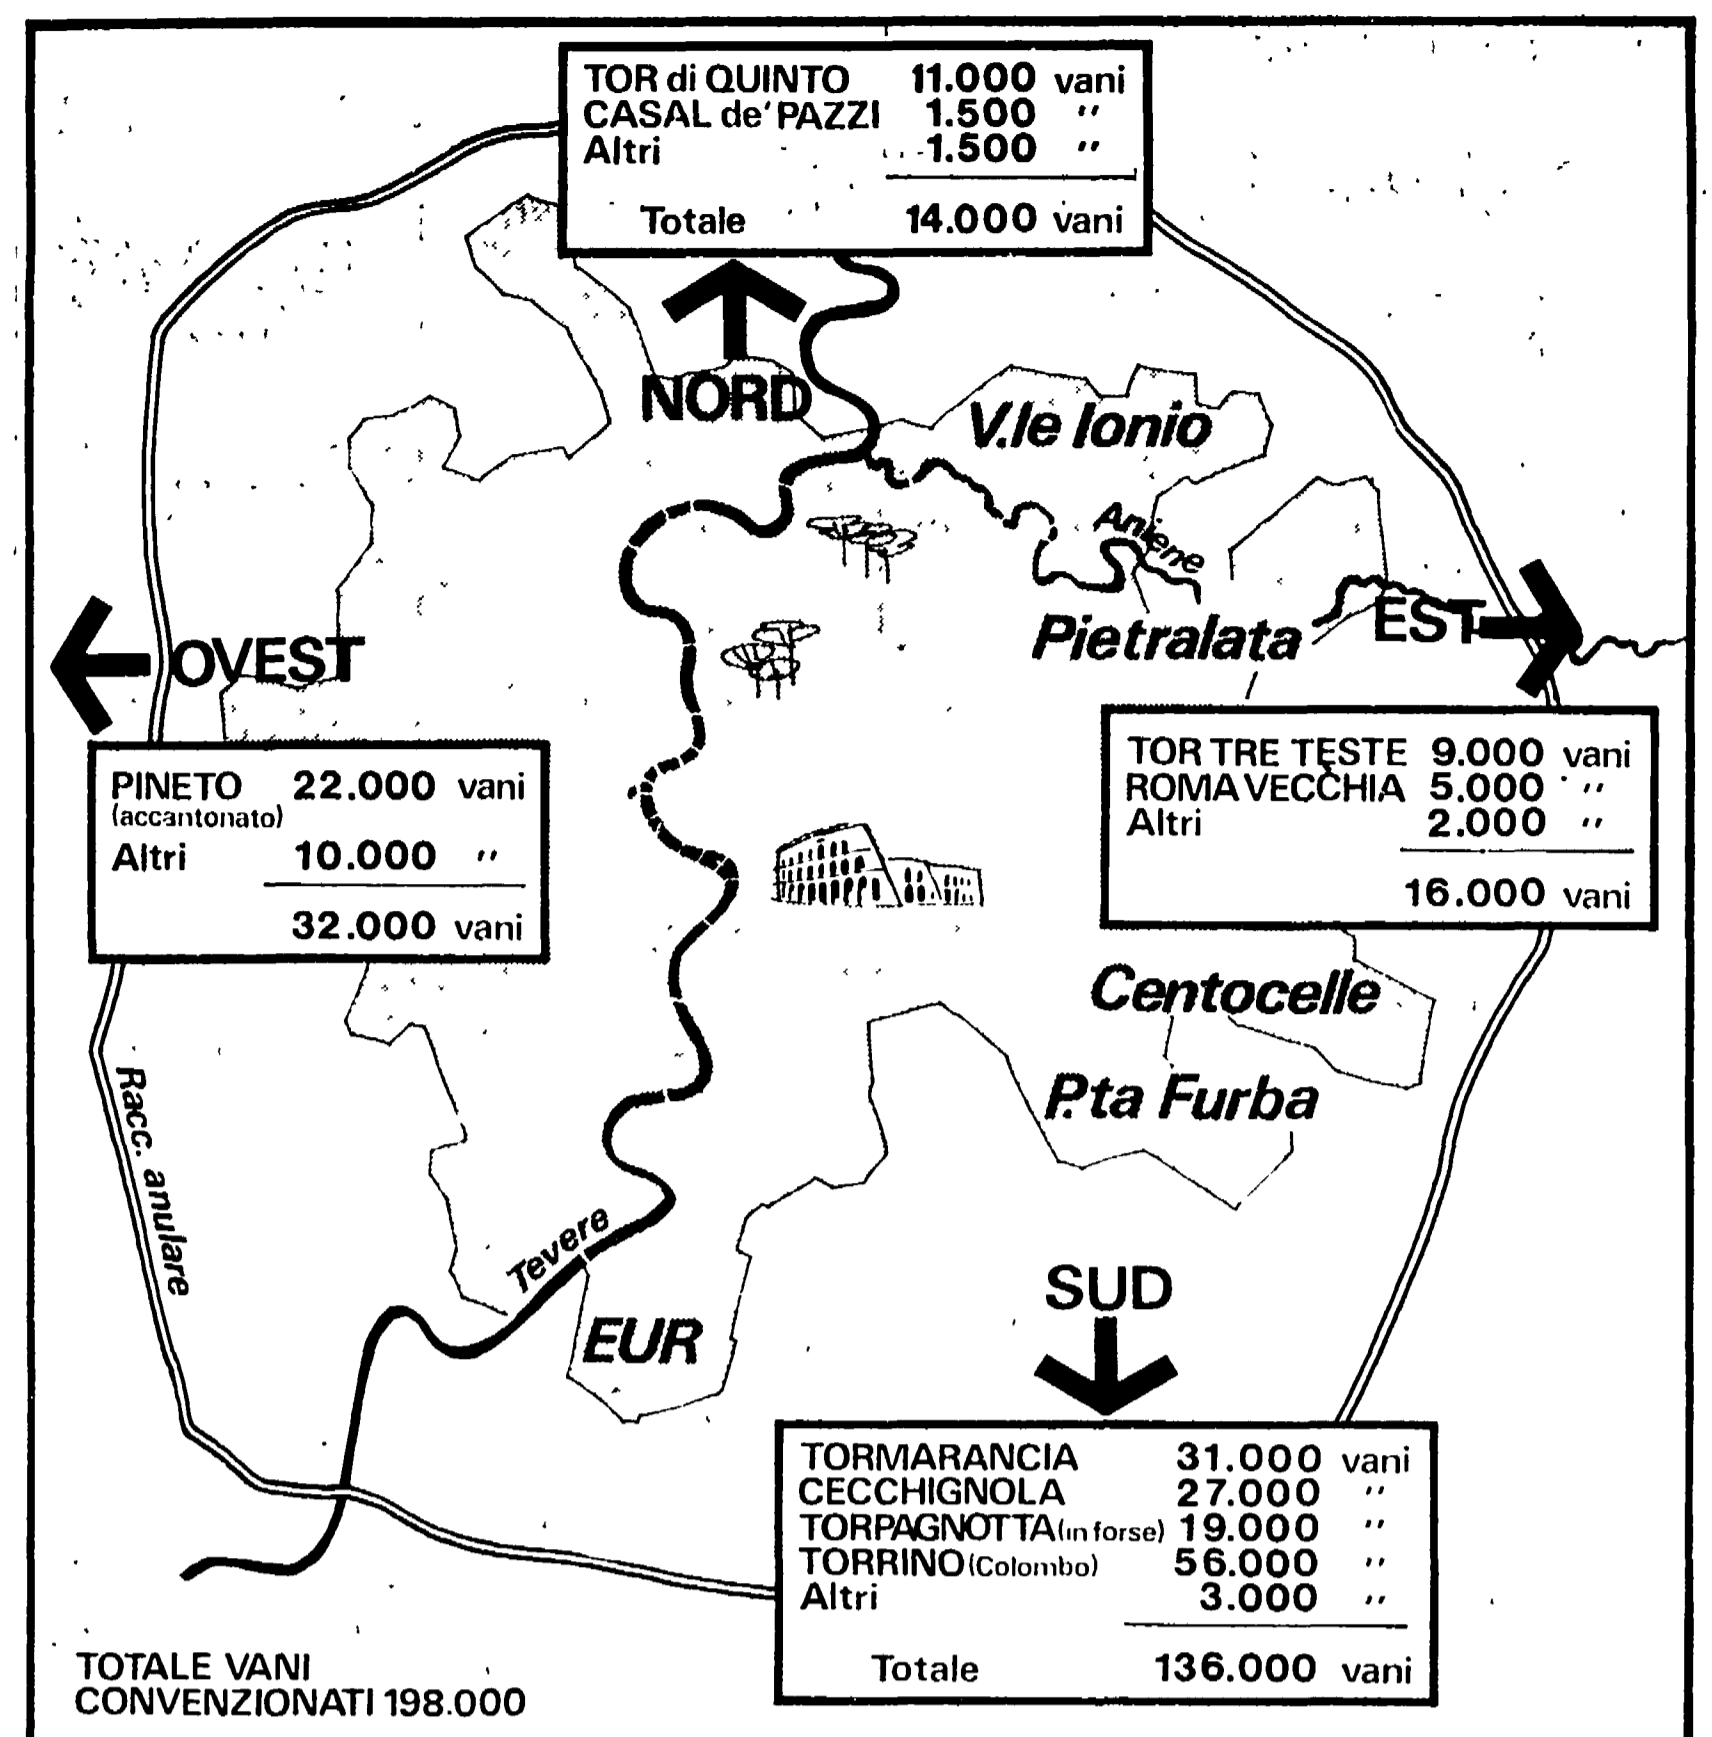 TOR di QUINTO 11.000 vani
CASAL de' PAZZI 1.500 "
Altri 1.500 "
Totale 14.000 vani
NORD
V.le Ionio
Aniene
Pietralata
EST
OVEST
PINETO 22.000 vani
(accantonato)
Altri 10.000 "
32.000 vani
TOR TRE TESTE 9.000 vani
ROMA VECCHIA 5.000 "
Altri 2.000 "
16.000 vani
Centocelle
P.ta Furba
Racc. anulare
Tevere
EUR
SUD
TORMARANCIA 31.000 vani
CECCHIGNOLA 27.000 "
TORPAGNOTTA (in forse) 19.000 "
TORRINO (Colombo) 56.000 "
Altri 3.000 "
Totale 136.000 vani
TOTALE VANI
CONVENZIONATI 198.000